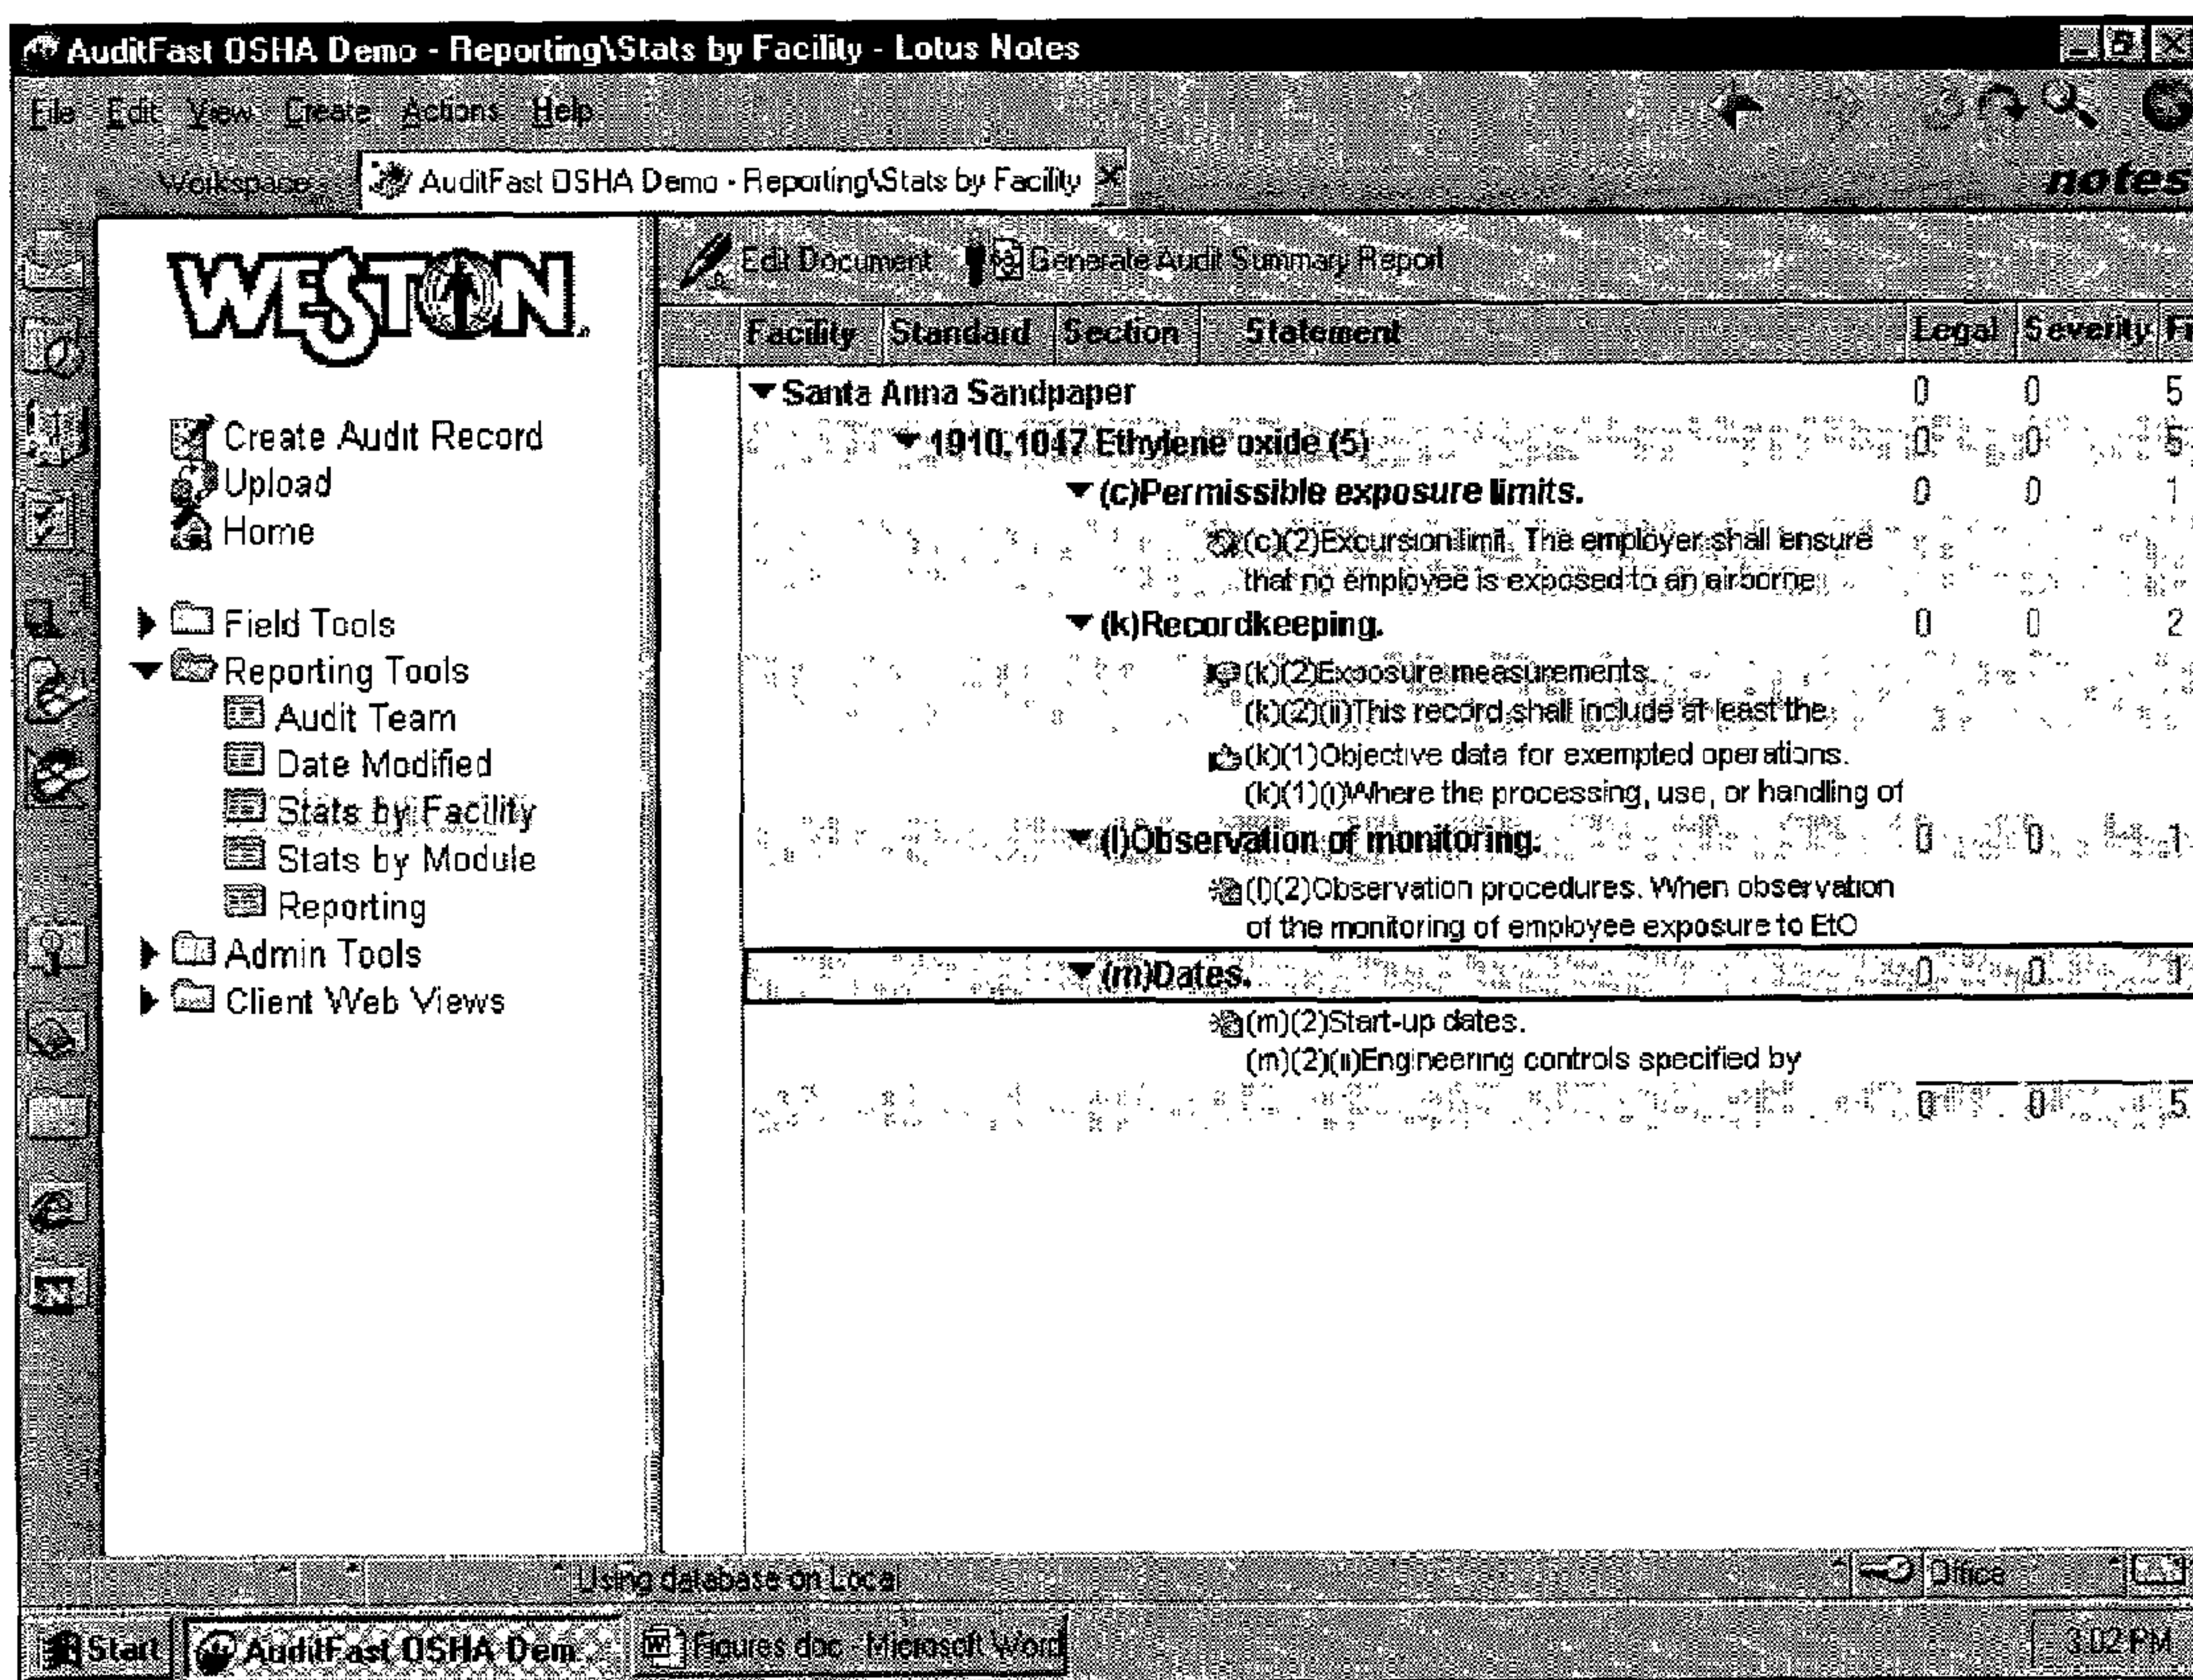 AuditFast OSHA Demo - Reporting\Stats by Facility - Lotus Notes
File Edit View Create Actions Help
Workspace AuditFast OSHA Demo - Reporting\Stats by Facility
notes
WESTON
Edit Document Generate Audit Summary Report
Facility Standard Section Statement Legal Severity
Santa Anna Sandpaper 0 0 5
1910.1047 Ethylene oxide (5) 0 0 5
(c)Permissible exposure limits. 0 0 1
(c)(2)Excursion limit. The employer shall ensure
that no employee is exposed to an airborne
(k)Recordkeeping. 0 0 2
(k)(2)Exposure measurements.
(k)(2)(ii)This record shall include at least the
(k)(1)Objective data for exempted operations.
(k)(1)(i)Where the processing, use, or handling of
(l)Observation of monitoring. 0 0 1
(l)(2)Observation procedures. When observation
of the monitoring of employee exposure to EtO
(m)Dates. 0 0 1
(m)(2)Start-up dates.
(m)(2)(ii)Engineering controls specified by
0 0 5
Create Audit Record
Upload
Home
Field Tools
Reporting Tools
Audit Team
Date Modified
Stats by Facility
Stats by Module
Reporting
Admin Tools
Client Web Views
Using database on Local
Office
Start AuditFast OSHA Dem... Figures doc - Microsoft Word 3:02 PM